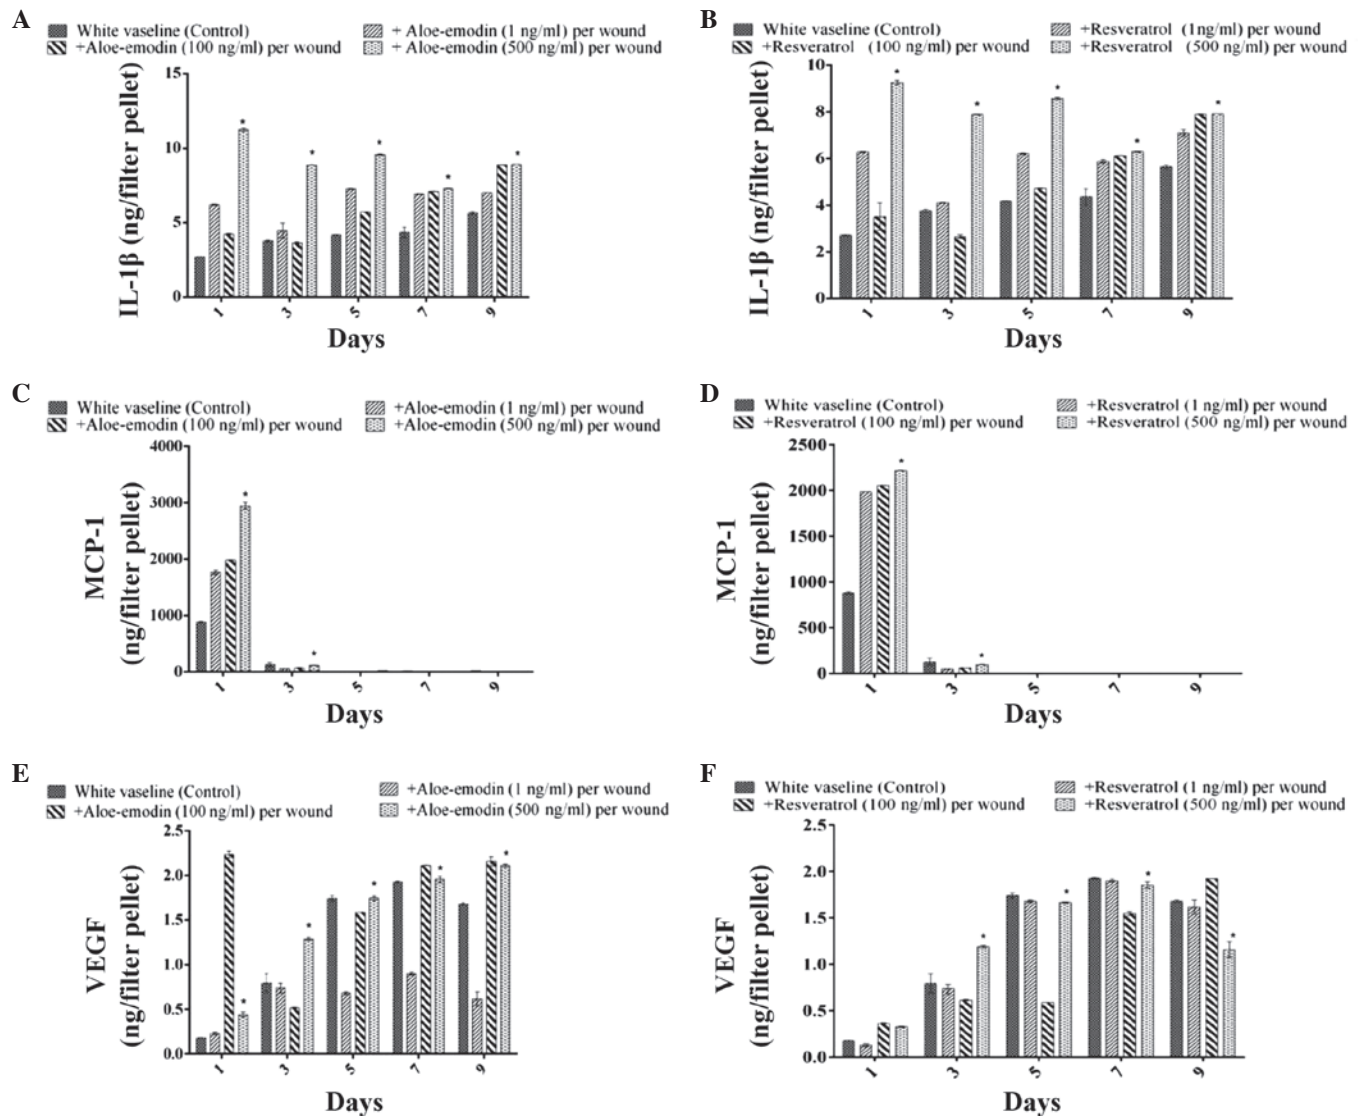 A
White vaseline (Control)
+ Aloe-emodin (1 ng/ml) per wound
+Aloe-emodin (100 ng/ml) per wound
+ Aloe-emodin (500 ng/ml) per wound
IL-1β (ng/filter pellet)
15
10
5
0
* * * * *
1 3 5 7 9
Days
B
White vaseline (Control)
+Resveratrol (1ng/ml) per wound
+Resveratrol (100 ng/ml) per wound
+Resveratrol (500 ng/ml) per wound
IL-1β (ng/filter pellet)
10
8
6
4
2
0
* * * * *
1 3 5 7 9
Days
C
White vaseline (Control)
+Aloe-emodin (1 ng/ml) per wound
+Aloe-emodin (100 ng/ml) per wound
+Aloe-emodin (500 ng/ml) per wound
MCP-1
(ng/filter pellet)
4000
3000
2000
1000
0
* *
1 3 5 7 9
Days
D
White vaseline (Control)
+Resveratrol (1 ng/ml) per wound
+Resveratrol (100 ng/ml) per wound
+Resveratrol (500 ng/ml) per wound
MCP-1
(ng/filter pellet)
2500
2000
1500
1000
500
0
* *
1 3 5 7 9
Days
E
White vaseline (Control)
+Aloe-emodin (1 ng/ml) per wound
+Aloe-emodin (100 ng/ml) per wound
+Aloe-emodin (500 ng/ml) per wound
VEGF
(ng/filter pellet)
2.5
2.0
1.5
1.0
0.5
0.0
* * * * *
1 3 5 7 9
Days
F
White vaseline (Control)
+Resveratrol (1 ng/ml) per wound
+Resveratrol (100 ng/ml) per wound
+Resveratrol (500 ng/ml) per wound
VEGF
(ng/filter pellet)
2.5
2.0
1.5
1.0
0.5
0.0
* * * *
1 3 5 7 9
Days